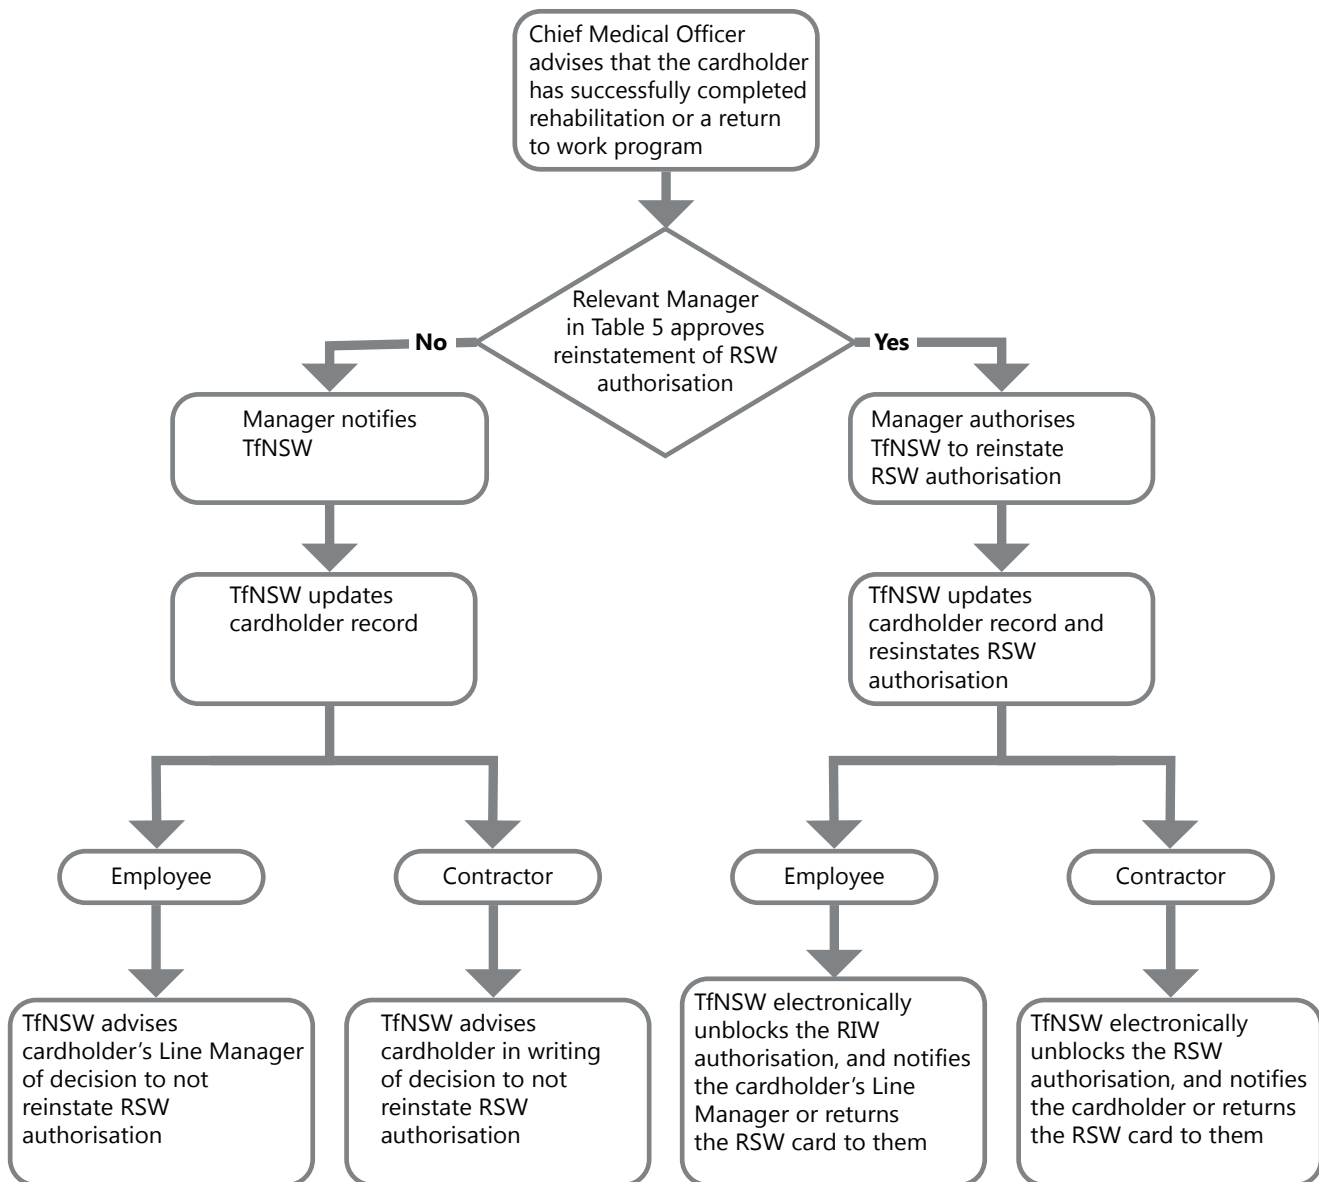 Chief Medical Officer
advises that the cardholder
has successfully completed
rehabilitation or a return
to work program
Relevant Manager
in Table 5 approves
reinstatement of RSW
authorisation
No
Yes
Manager notifies
TfNSW
Manager authorises
TfNSW to reinstate
RSW authorisation
TfNSW updates
cardholder record
TfNSW updates
cardholder record and
resinstates RSW
authorisation
Employee
Contractor
Employee
Contractor
TfNSW advises
cardholder’s Line Manager
of decision to not
reinstate RSW
authorisation
TfNSW advises
cardholder in writing
of decision to not
reinstate RSW
authorisation
TfNSW electronically
unblocks the RIW
authorisation, and notifies
the cardholder’s Line
Manager or returns
the RSW card to them
TfNSW electronically
unblocks the RSW
authorisation, and notifies
the cardholder or returns
the RSW card to them